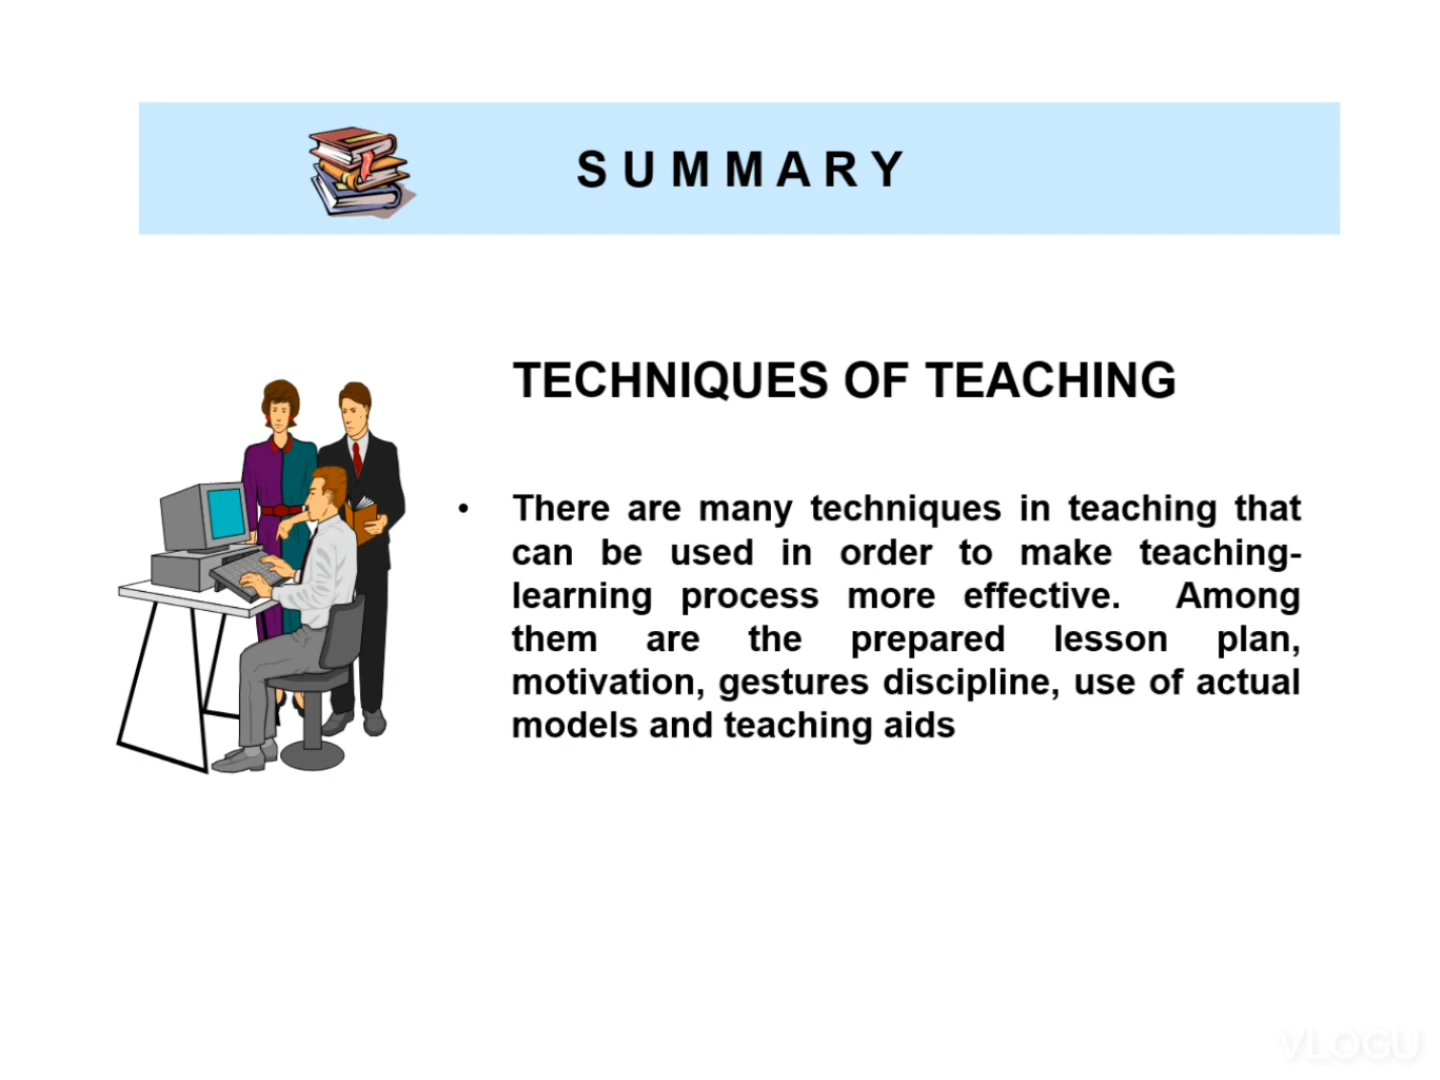 S U M M A R Y
TECHNIQUES OF TEACHING
• There are many techniques in teaching that
can be used in order to make teaching-
learning process more effective. Among
them are the prepared lesson plan,
motivation, gestures discipline, use of actual
models and teaching aids
VLOGU